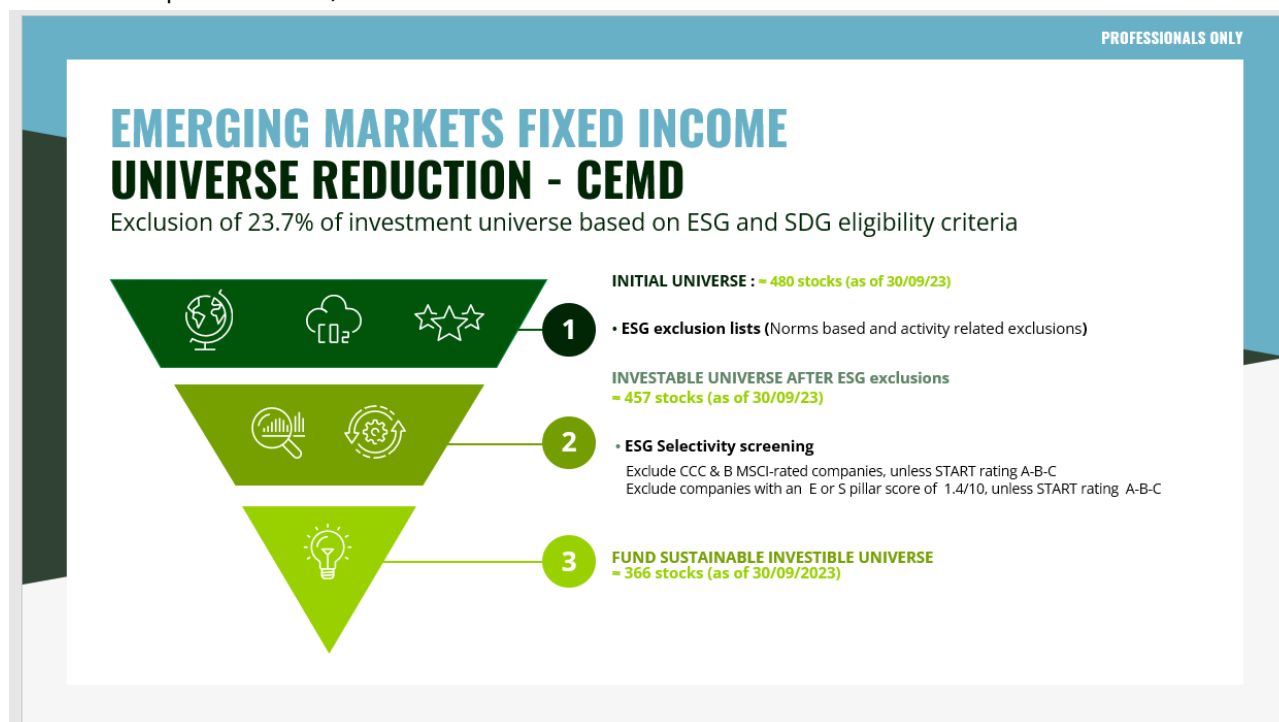 PROFESSIONALS ONLY
EMERGING MARKETS FIXED INCOME
UNIVERSE REDUCTION - CEMD
Exclusion of 23.7% of investment universe based on ESG and SDG eligibility criteria
INITIAL UNIVERSE : = 480 stocks (as of 30/09/23)
CO2
1
• ESG exclusion lists (Norms based and activity related exclusions)
INVESTABLE UNIVERSE AFTER ESG exclusions
= 457 stocks (as of 30/09/23)
2
• ESG Selectivity screening
Exclude CCC & B MSCI-rated companies, unless START rating A-B-C
Exclude companies with an E or S pillar score of 1.4/10, unless START rating A-B-C
3
FUND SUSTAINABLE INVESTIBLE UNIVERSE
= 366 stocks (as of 30/09/2023)